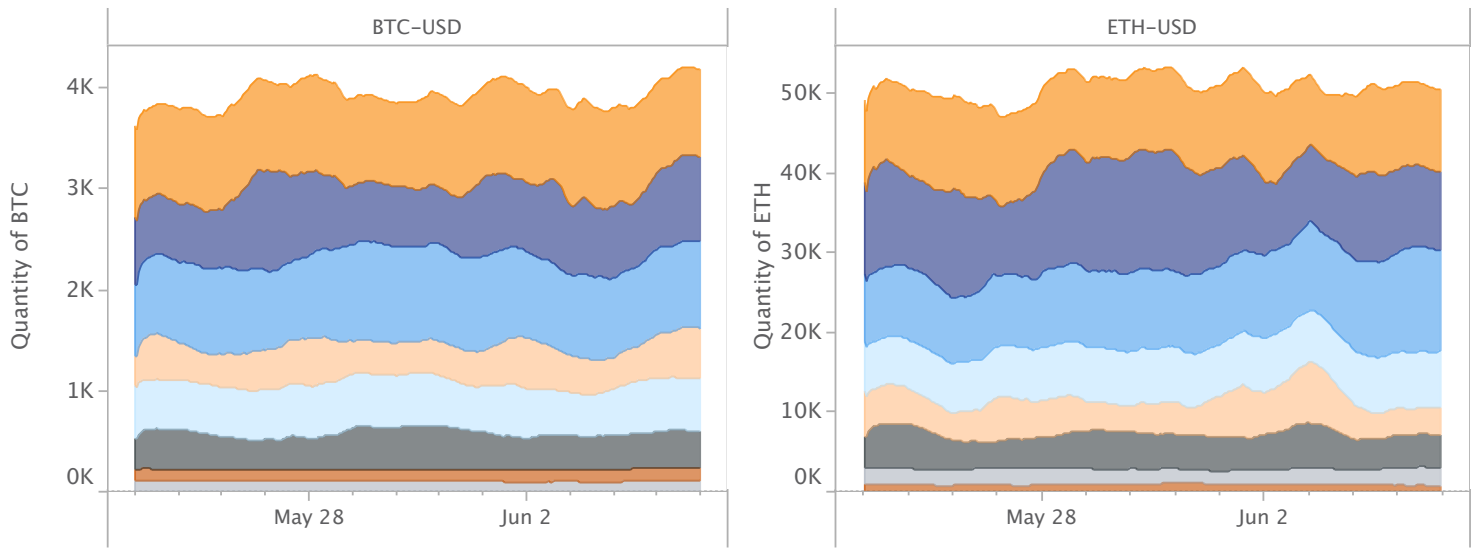 BTC-USD
Quantity of BTC
4K
3K
2K
1K
0K
May 28
Jun 2
ETH-USD
Quantity of ETH
50K
40K
30K
20K
10K
0K
May 28
Jun 2